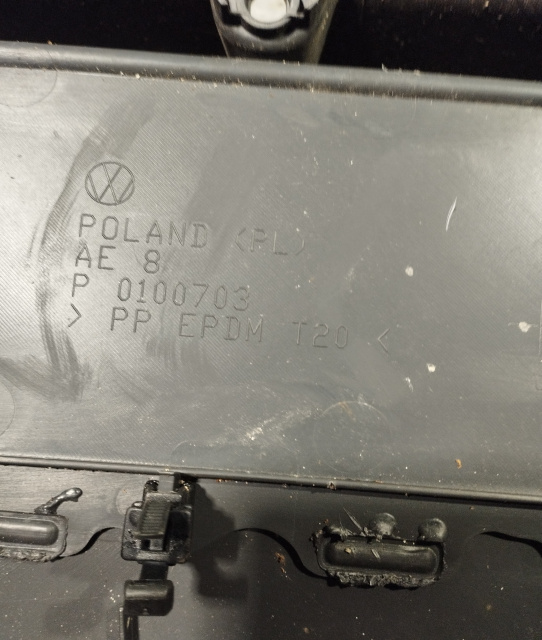 POLAND (PL)
AE 8
P 0100703
> PP EPDM T20 <